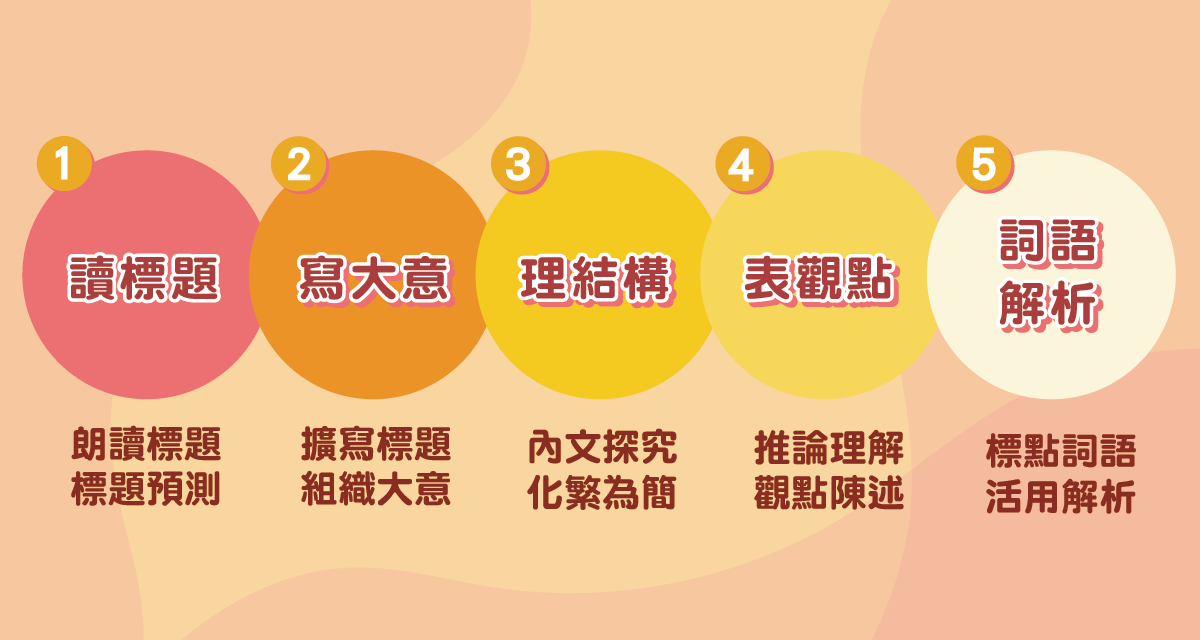 1
讀標題
朗讀標題
標題預測
2
寫大意
擴寫標題
組織大意
3
理結構
內文探究
化繁為簡
4
表觀點
推論理解
觀點陳述
5
詞語
解析
標點詞語
活用解析